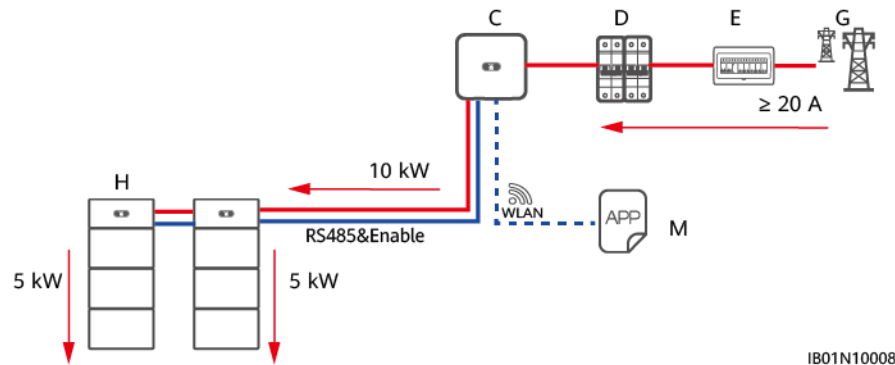 C
D
E
G
≥ 20 A
10 kW
H
WLAN
APP
M
RS485&Enable
5 kW
5 kW
IB01N10008